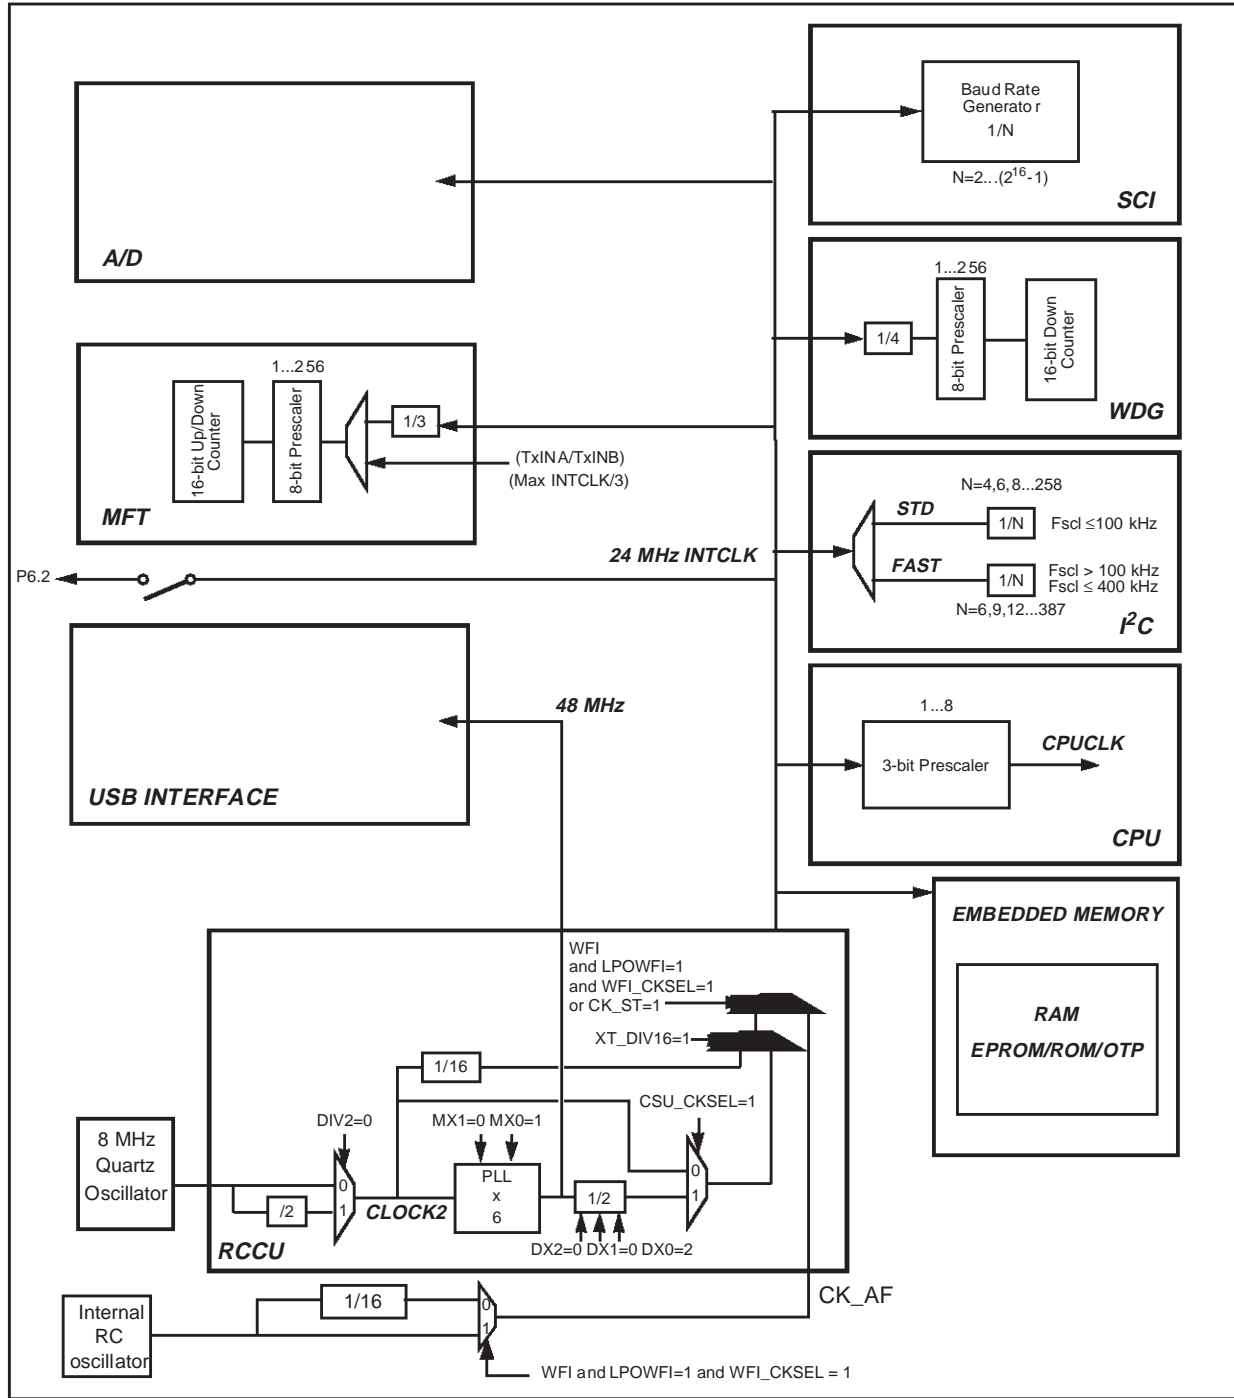 A/D
Baud Rate
Generator
1/N
N=2...(2^16-1)
SCI
1...256
1/4
8-bit Prescaler
16-bit Down
Counter
WDG
1...256
16-bit Up/Down
Counter
8-bit Prescaler
1/3
(TxINA/TxINB)
(Max INTCLK/3)
MFT
N=4,6,8...258
STD
1/N
Fscl ≤100 kHz
FAST
1/N
Fscl > 100 kHz
Fscl ≤ 400 kHz
N=6,9,12...387
I²C
24 MHz INTCLK
P6.2
48 MHz
USB INTERFACE
1...8
3-bit Prescaler
CPUCLK
CPU
EMBEDDED MEMORY
RAM
EPROM/ROM/OTP
WFI
and LPOWFI=1
and WFI_CKSEL=1
or CK_ST=1
XT_DIV16=1
1/16
CSU_CKSEL=1
DIV2=0
MX1=0 MX0=1
8 MHz
Quartz
Oscillator
/2
0
1
CLOCK2
PLL
x
6
1/2
0
1
DX2=0 DX1=0 DX0=2
RCCU
CK_AF
Internal
RC
oscillator
1/16
0
1
WFI and LPOWFI=1 and WFI_CKSEL = 1